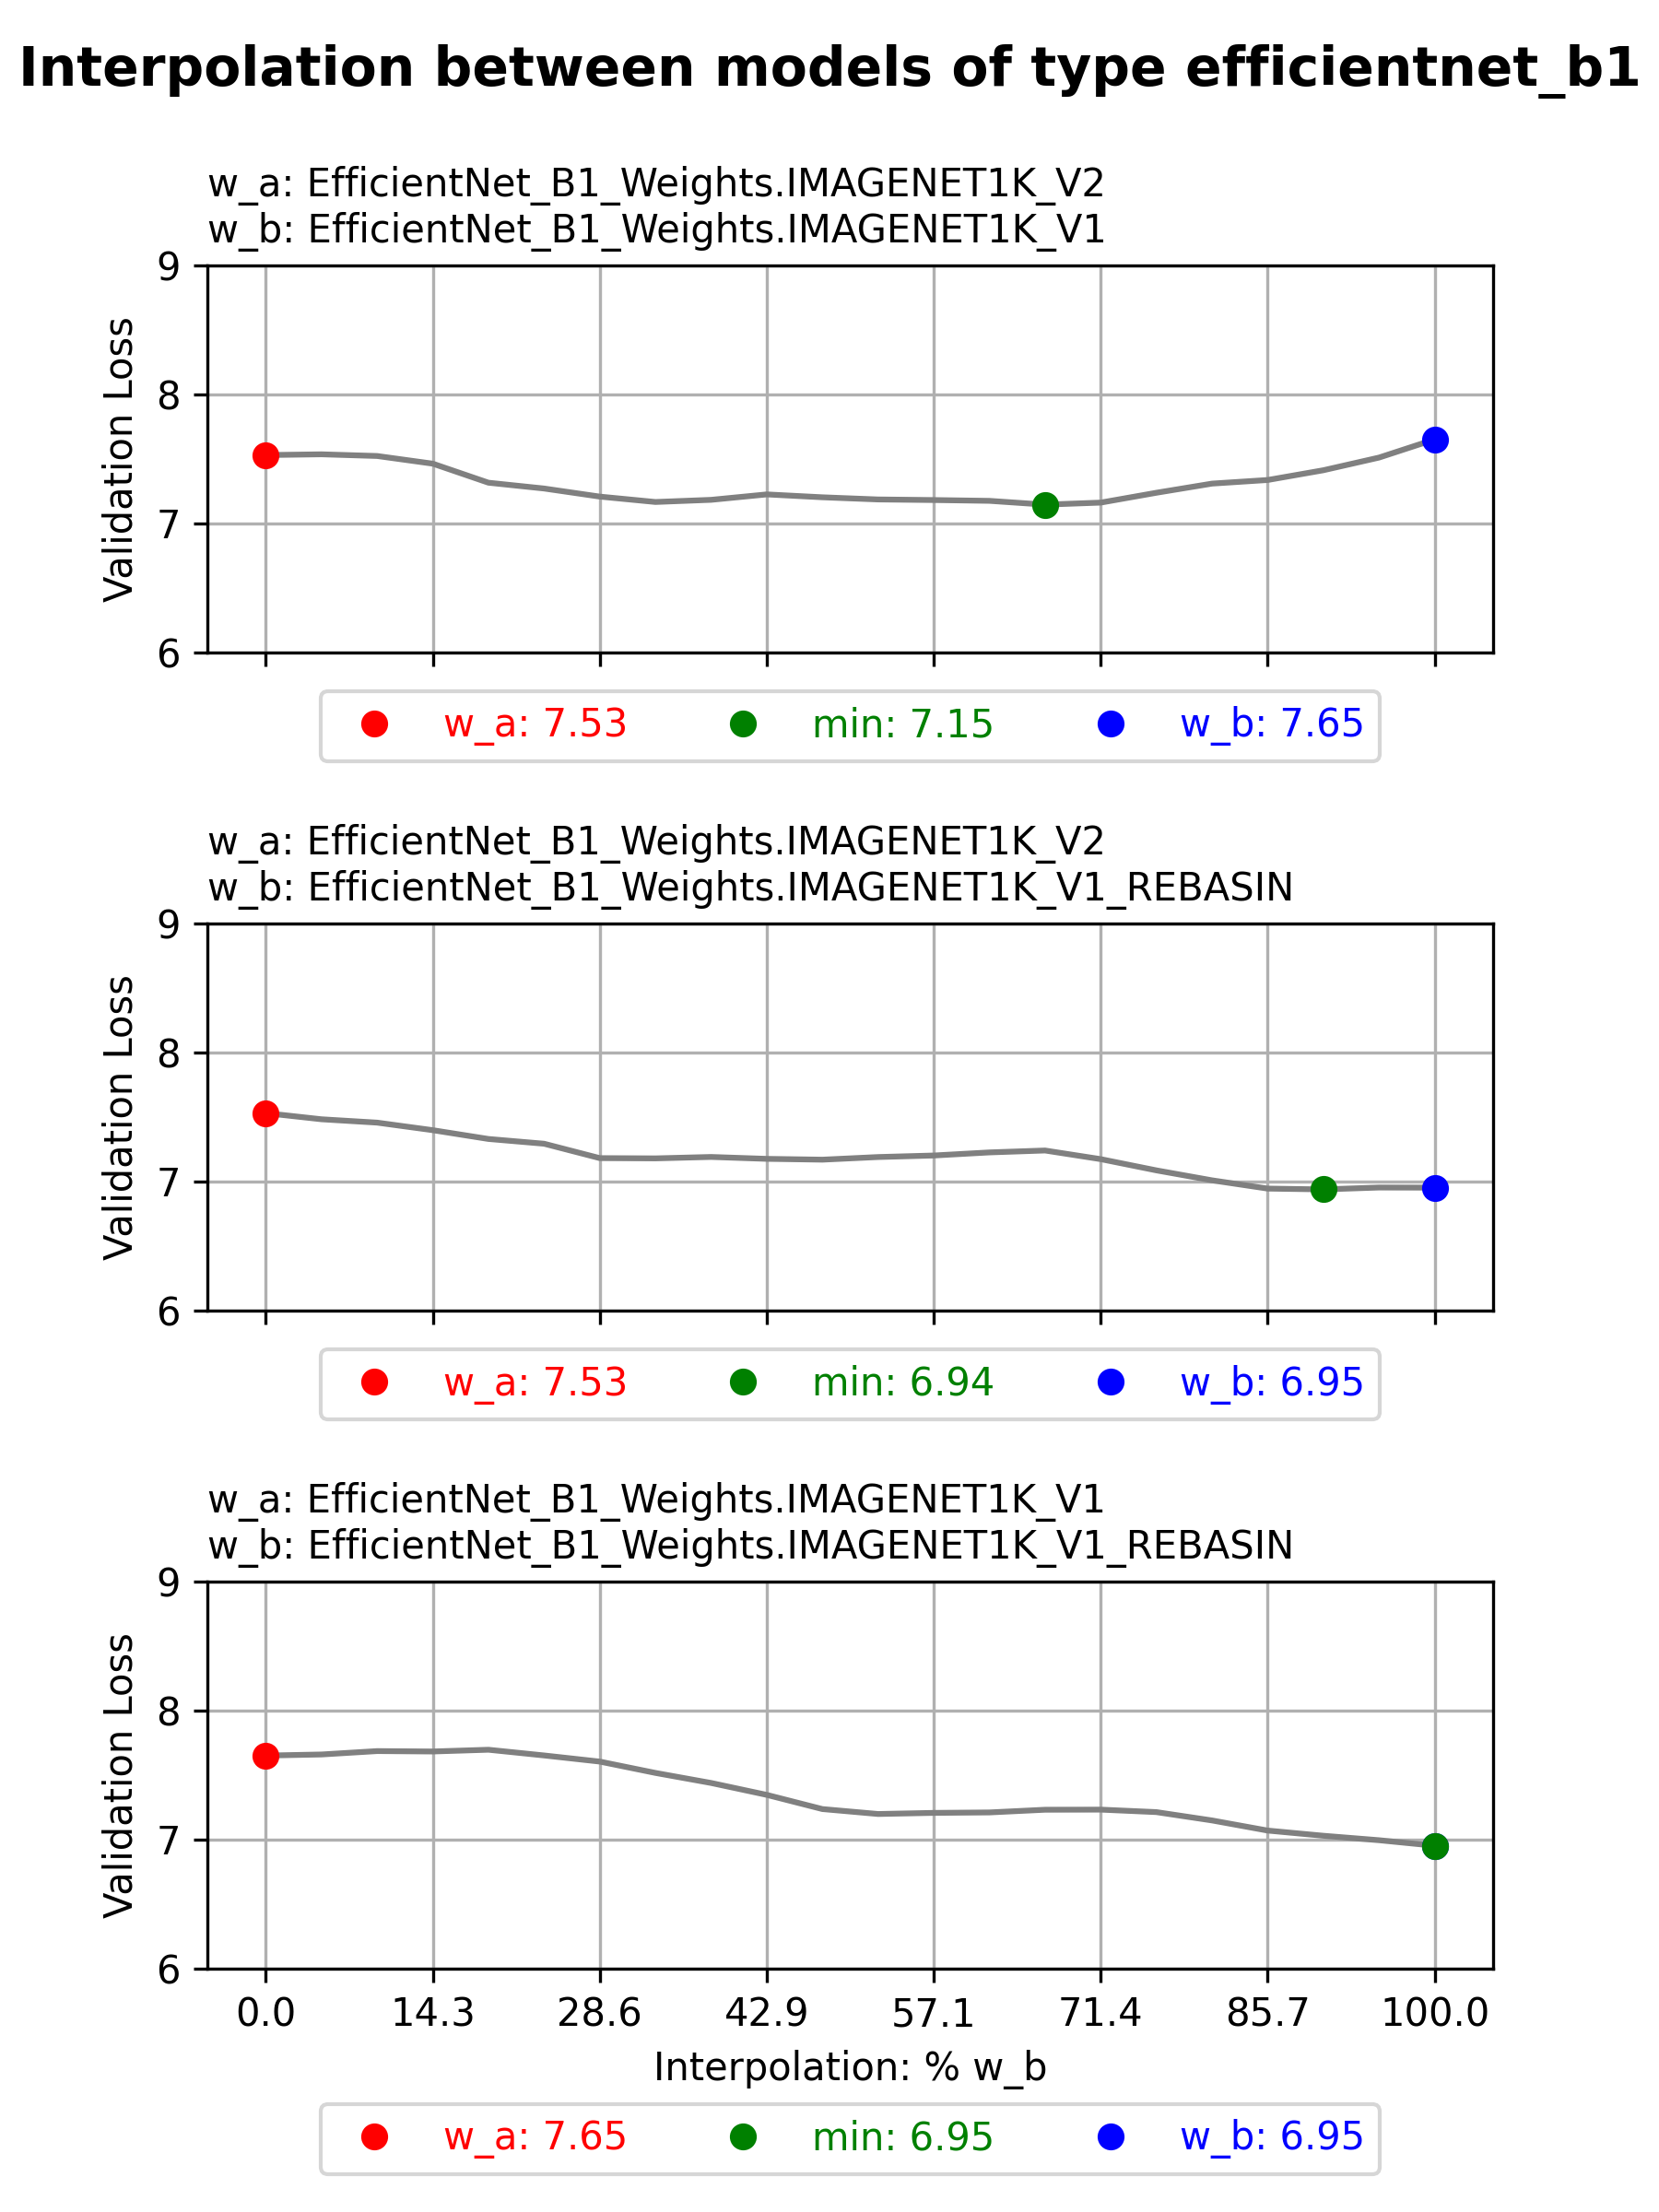 Interpolation between models of type efficientnet_b1
w_a: EfficientNet_B1_Weights.IMAGENET1K_V2
w_b: EfficientNet_B1_Weights.IMAGENET1K_V1
9
8
7
6
Validation Loss
w_a: 7.53 min: 7.15 w_b: 7.65
w_a: EfficientNet_B1_Weights.IMAGENET1K_V2
w_b: EfficientNet_B1_Weights.IMAGENET1K_V1_REBASIN
9
8
7
6
Validation Loss
w_a: 7.53 min: 6.94 w_b: 6.95
w_a: EfficientNet_B1_Weights.IMAGENET1K_V1
w_b: EfficientNet_B1_Weights.IMAGENET1K_V1_REBASIN
9
8
7
6
Validation Loss
0.0 14.3 28.6 42.9 57.1 71.4 85.7 100.0
Interpolation: % w_b
w_a: 7.65 min: 6.95 w_b: 6.95